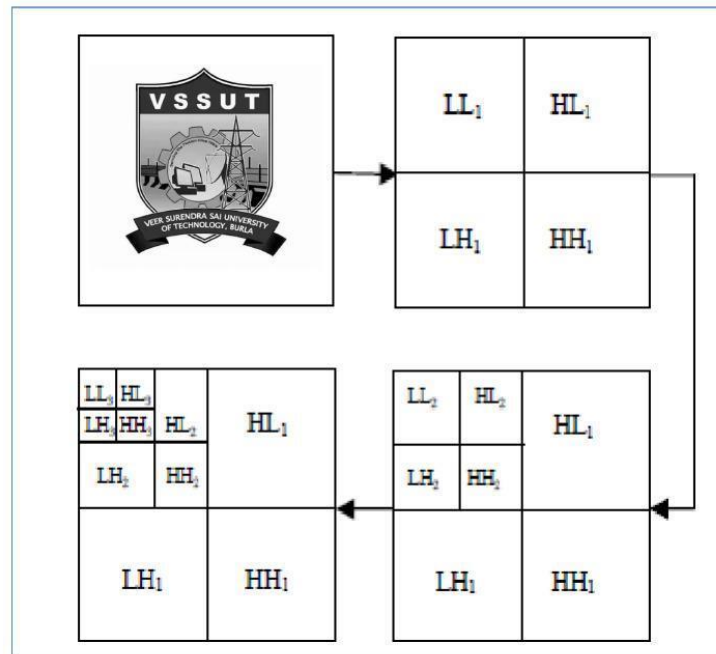 VSSUT
VEER SURENDRA SAI UNIVERSITY
OF TECHNOLOGY, BURLA
LL₁ HL₁
LH₁ HH₁
LL₃ HL₃
LH₃ HH₃ HL₂
HL₁
LH₂ HH₂
LH₁ HH₁
LL₂ HL₂
HL₁
LH₂ HH₂
LH₁ HH₁